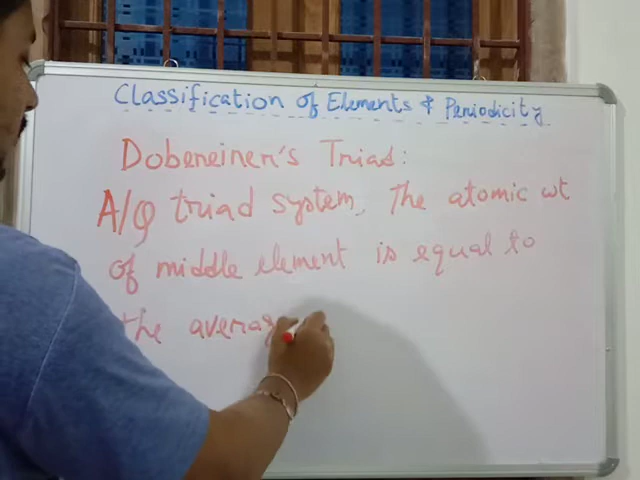 Classification of Elements & Periodicity
Dobeneiner's Triad:
A/Q triad system, The atomic wt
of middle element is equal to
the averag